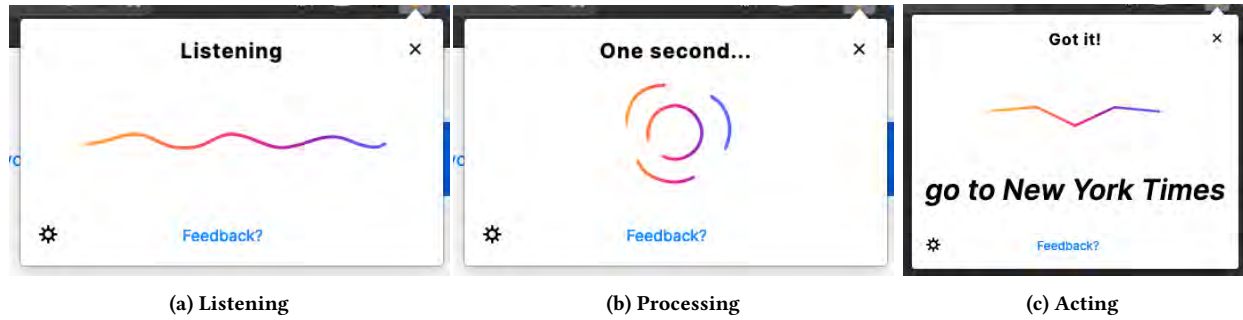 Listening ×
Feedback?
(a) Listening
One second... ×
Feedback?
(b) Processing
Got it! ×
go to New York Times
Feedback?
(c) Acting